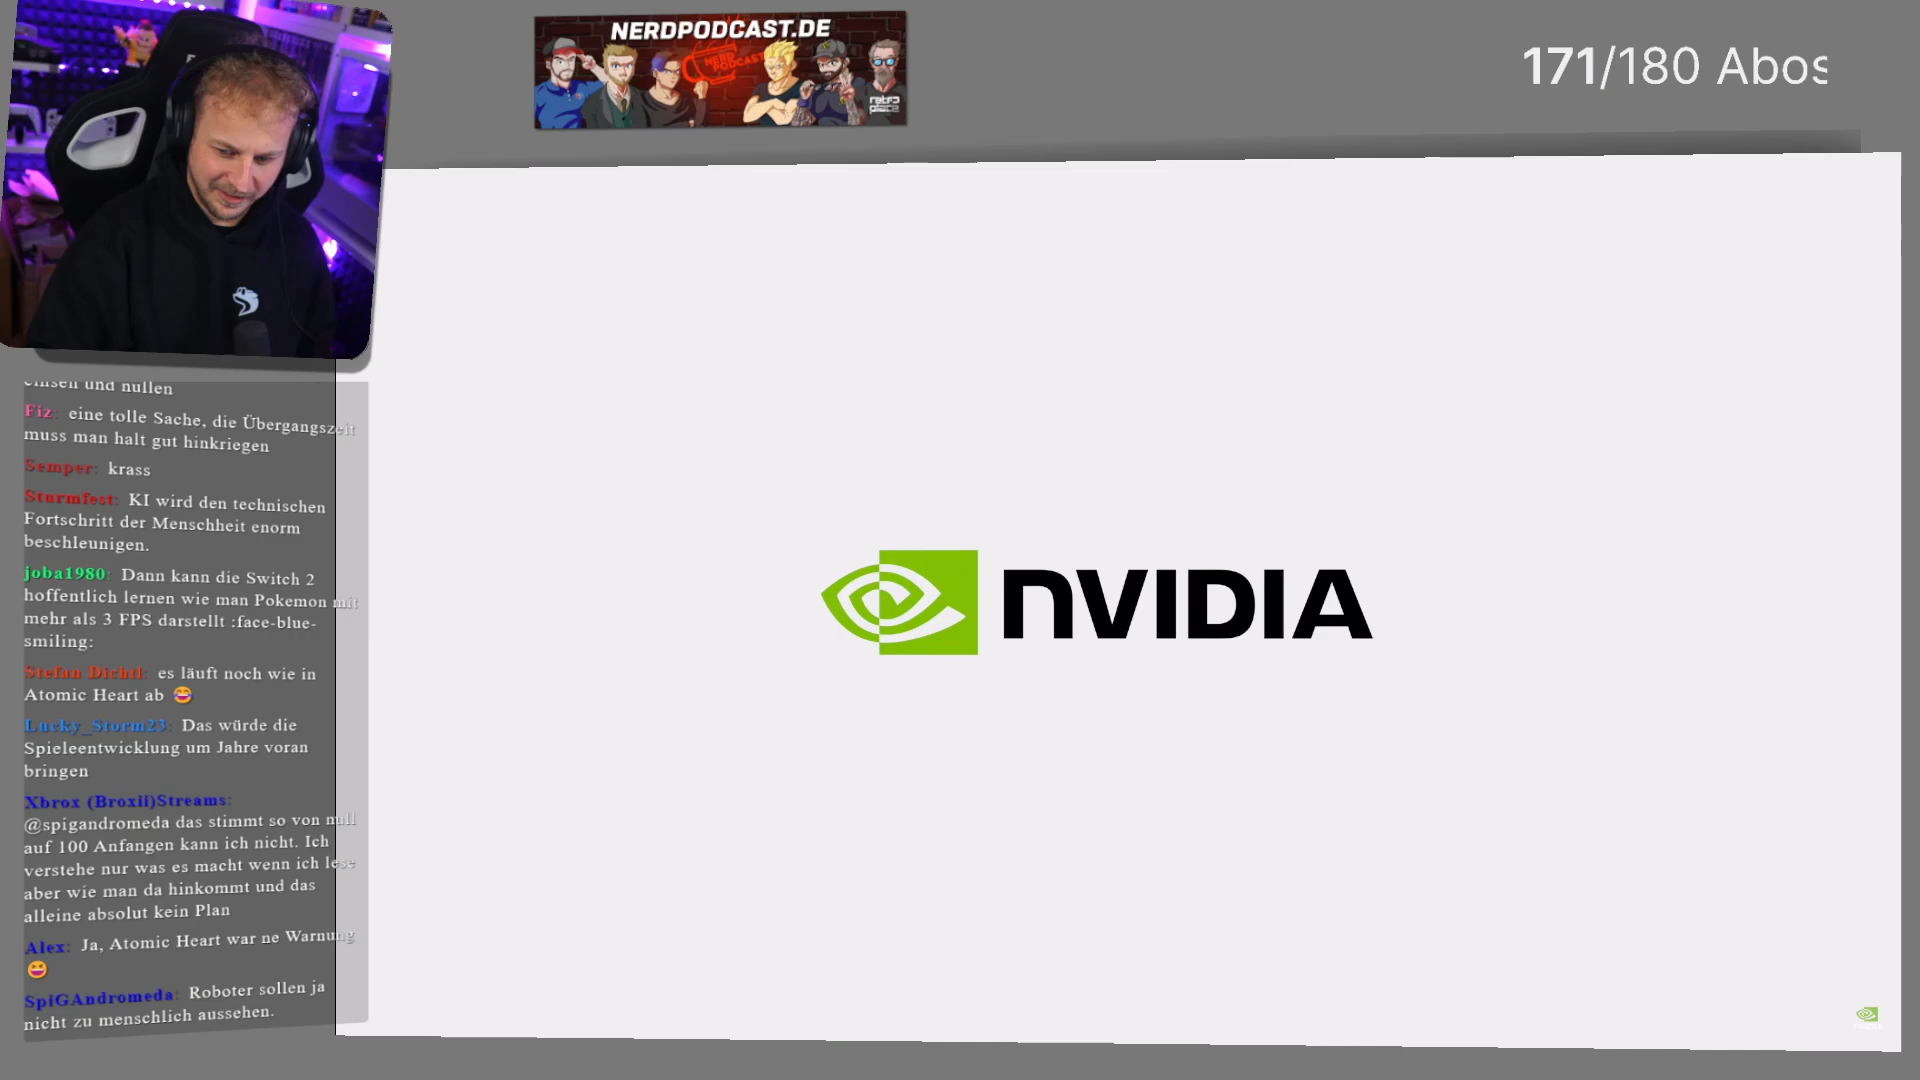 NERDPODCAST.DE
NERD
PODCAST
retro
place
171/180 Abos
einsen und nullen
Fiz: eine tolle Sache, die Übergangszeit
muss man halt gut hinkriegen
Semper: krass
Sturmfest: KI wird den technischen
Fortschritt der Menschheit enorm
beschleunigen.
joba1980: Dann kann die Switch 2
hoffentlich lernen wie man Pokemon mit
mehr als 3 FPS darstellt :face-blue-
smiling:
Stefan Dichtl: es läuft noch wie in
Atomic Heart ab 😂
Lucky_Storm23: Das würde die
Spieleentwicklung um Jahre voran
bringen
Xbrox (Broxii)Streams:
@spigandromeda das stimmt so von null
auf 100 Anfangen kann ich nicht. Ich
verstehe nur was es macht wenn ich lese
aber wie man da hinkommt und das
alleine absolut kein Plan
Alex: Ja, Atomic Heart war ne Warnung
😆
SpiGAndromeda: Roboter sollen ja
nicht zu menschlich aussehen.
NVIDIA